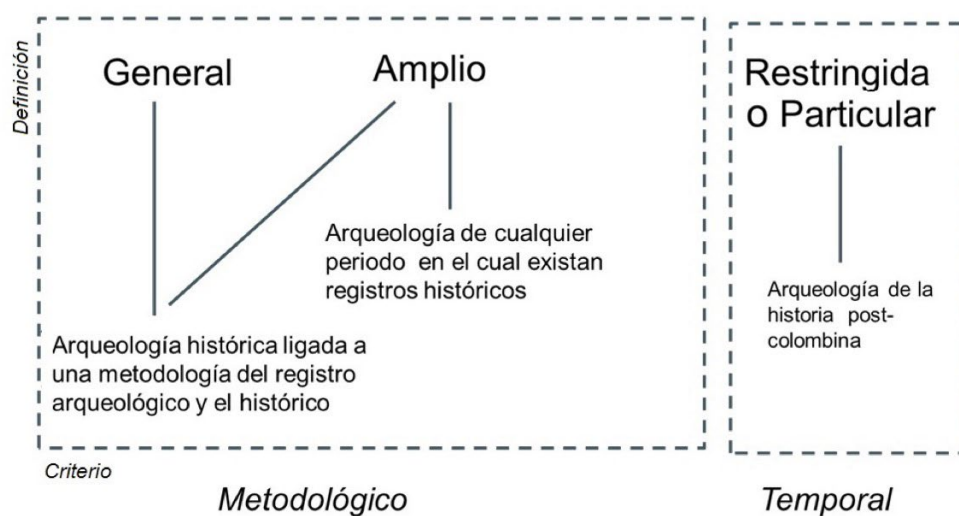 Definición
General
Amplio
Restringida
o Particular
Arqueología de cualquier
periodo en el cual existan
registros históricos
Arqueología de la
historia post-
colombina
Arqueología histórica ligada a
una metodología del registro
arqueológico y el histórico
Criterio
Metodológico
Temporal